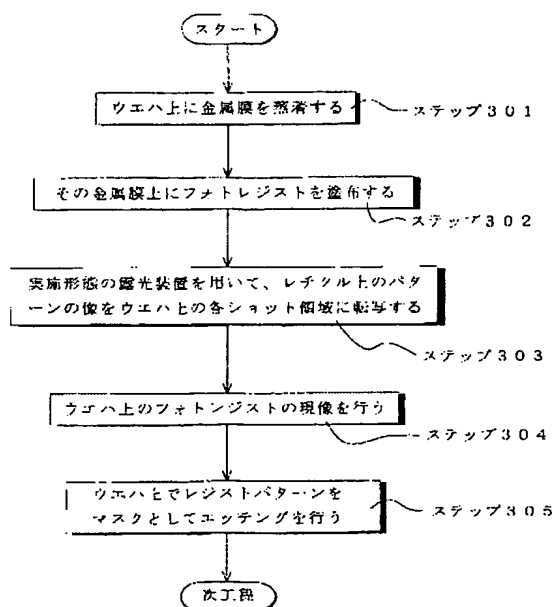 スタート
ウエハ上に金属膜を蒸着する
ステップ301
その金属膜上にフォトレジストを塗布する
ステップ302
実施形態の露光装置を用いて、レチクル上のパタ
ーンの像をウエハ上の各ショット領域に転写する
ステップ303
ウエハ上のフォトレジストの現像を行う
ステップ304
ウエハ上でレジストパターンを
マスクとしてエッチングを行う
ステップ305
次工程